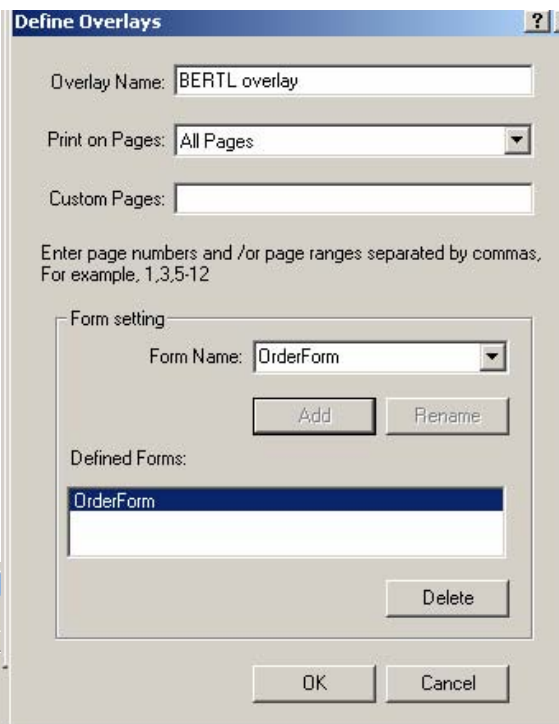 Define Overlays
?
Overlay Name: BERTL overlay
Print on Pages: All Pages
Custom Pages:
Enter page numbers and /or page ranges separated by commas,
For example, 1,3,5-12
Form setting
Form Name: OrderForm
Add Rename
Defined Forms:
OrderForm
Delete
OK Cancel